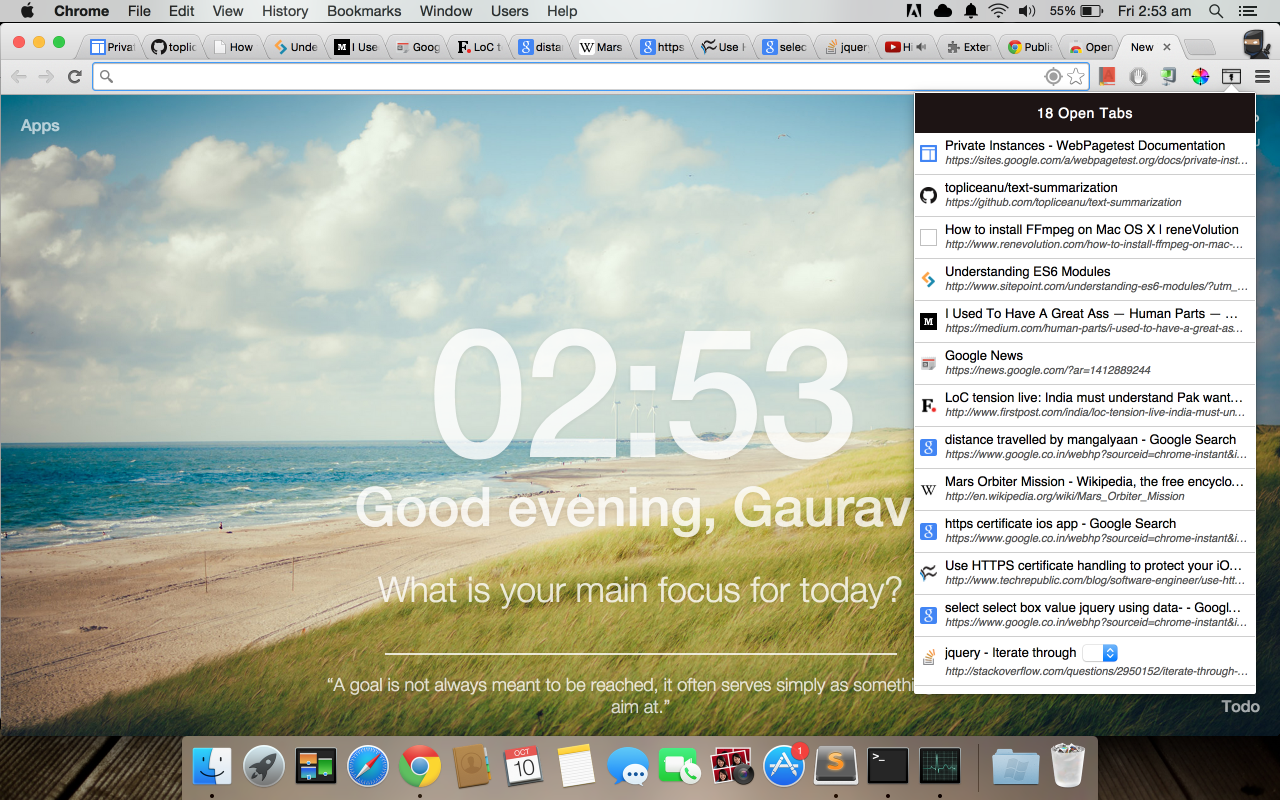 Chrome File Edit View History Bookmarks Window Users Help 55% Fri 2:53 am
Privat toplic How Unde I Use Goog LoC t dista Mars https Use H selec jquer Hi Exten Publis Open New
Apps
18 Open Tabs
Private Instances - WebPagetest Documentation
https://sites.google.com/a/webpagetest.org/docs/private-inst...
topliceanu/text-summarization
https://github.com/topliceanu/text-summarization
How to install FFmpeg on Mac OS X | reneVolution
http://www.renevolution.com/how-to-install-ffmpeg-on-mac-...
Understanding ES6 Modules
http://www.sitepoint.com/understanding-es6-modules/?utm_...
I Used To Have A Great Ass — Human Parts — ...
https://medium.com/human-parts/i-used-to-have-a-great-as...
Google News
https://news.google.com/?ar=1412889244
LoC tension live: India must understand Pak want...
http://www.firstpost.com/india/loc-tension-live-india-must-un...
distance travelled by mangalyaan - Google Search
https://www.google.co.in/webhp?sourceid=chrome-instant&i...
Mars Orbiter Mission - Wikipedia, the free encyclo...
http://en.wikipedia.org/wiki/Mars_Orbiter_Mission
https certificate ios app - Google Search
https://www.google.co.in/webhp?sourceid=chrome-instant&i...
Use HTTPS certificate handling to protect your iO...
http://www.techrepublic.com/blog/software-engineer/use-htt...
select select box value jquery using data- - Googl...
https://www.google.co.in/webhp?sourceid=chrome-instant&i...
jquery - Iterate through
http://stackoverflow.com/questions/2950152/iterate-through-...
02:53
Good evening, Gaurav
What is your main focus for today?
“A goal is not always meant to be reached, it often serves simply as somethi
aim at.”
Todo
OCT
10
1